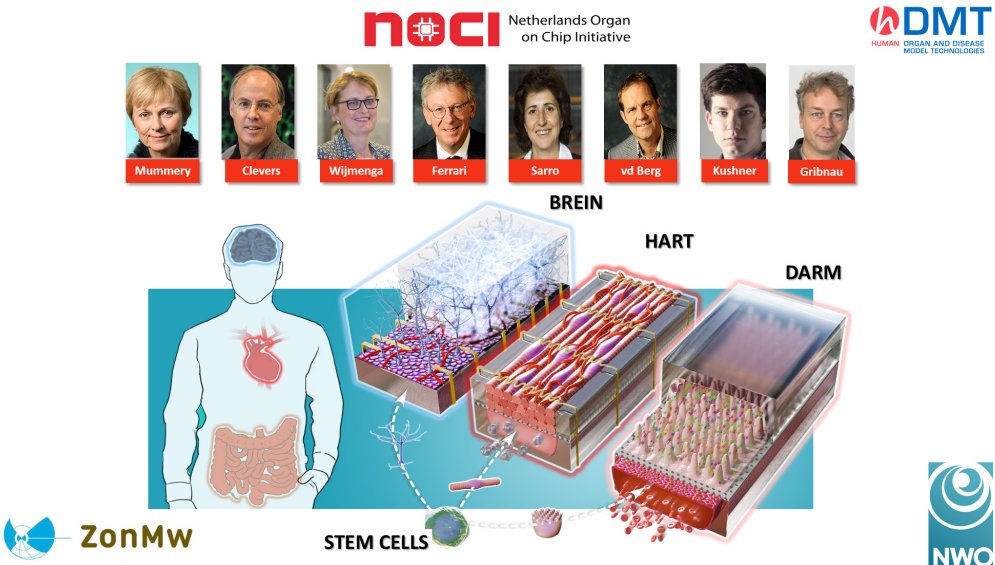 noci
Netherlands Organ
on Chip Initiative
hDMT
HUMAN ORGAN AND DISEASE
MODEL TECHNOLOGIES
Mummery
Clevers
Wijmenga
Ferrari
Sarro
vd Berg
Kushner
Gribnau
BREIN
HART
DARM
STEM CELLS
ZonMw
NWO